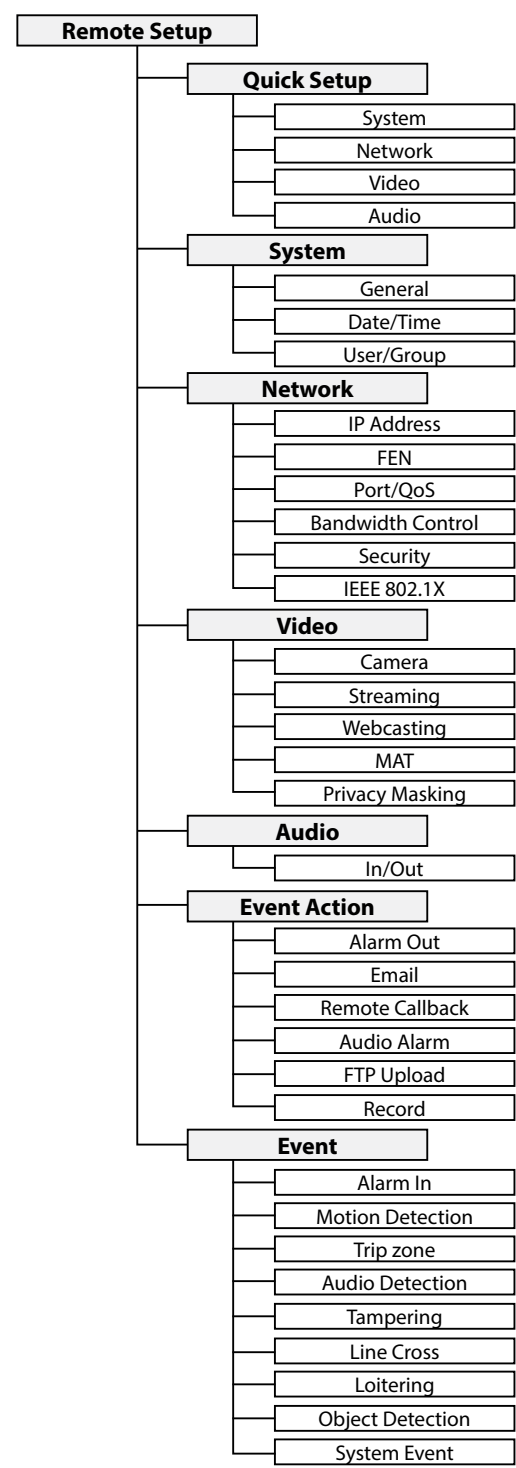 Remote Setup
Quick Setup
System
Network
Video
Audio
System
General
Date/Time
User/Group
Network
IP Address
FEN
Port/QoS
Bandwidth Control
Security
IEEE 802.1X
Video
Camera
Streaming
Webcasting
MAT
Privacy Masking
Audio
In/Out
Event Action
Alarm Out
Email
Remote Callback
Audio Alarm
FTP Upload
Record
Event
Alarm In
Motion Detection
Trip zone
Audio Detection
Tampering
Line Cross
Loitering
Object Detection
System Event